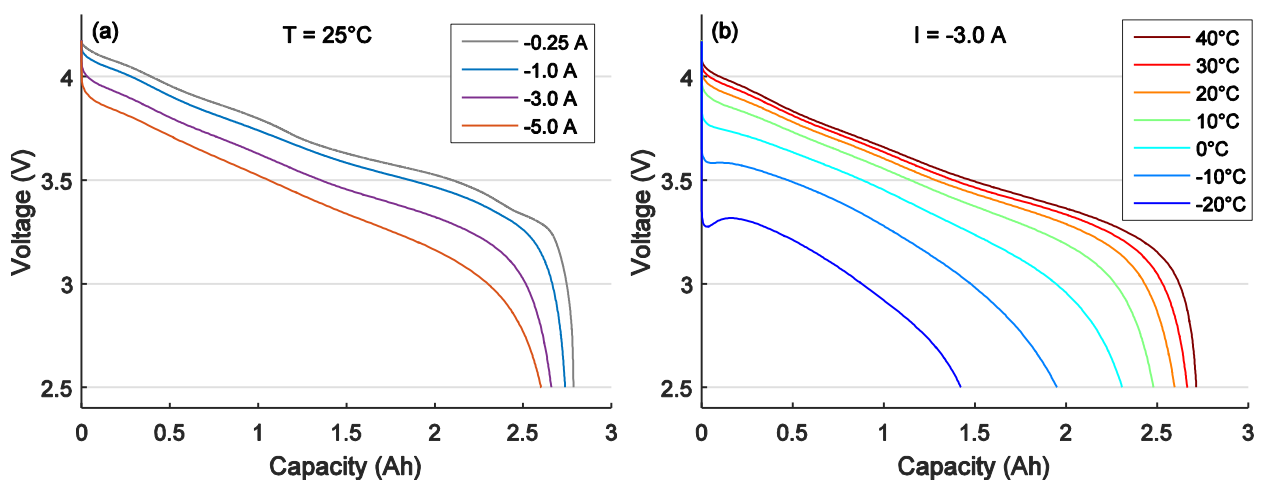 (a)
T = 25°C
-0.25 A
-1.0 A
-3.0 A
-5.0 A
4
3.5
3
2.5
Voltage (V)
0
0.5
1
1.5
2
2.5
3
Capacity (Ah)
(b)
I = -3.0 A
40°C
30°C
20°C
10°C
0°C
-10°C
-20°C
4
3.5
3
2.5
Voltage (V)
0
0.5
1
1.5
2
2.5
3
Capacity (Ah)